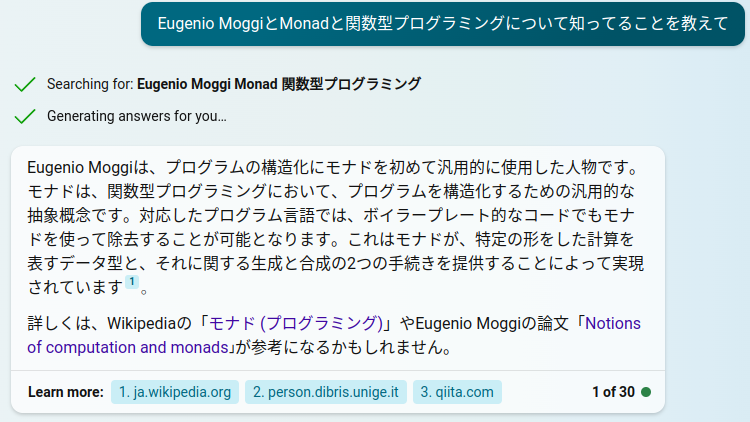 Eugenio MoggiとMonadと関数型プログラミングについて知ってることを教えて
Searching for: Eugenio Moggi Monad 関数型プログラミング
Generating answers for you…
Eugenio Moggiは、プログラムの構造化にモナドを初めて汎用的に使用した人物です。
モナドは、関数型プログラミングにおいて、プログラムを構造化するための汎用的な
抽象概念です。対応したプログラム言語では、ボイラープレート的なコードでもモナ
ドを使って除去することが可能となります。これはモナドが、特定の形をした計算を
表すデータ型と、それに関する生成と合成の2つの手続きを提供することによって実現
されています 1 。
詳しくは、Wikipediaの「モナド (プログラミング)」やEugenio Moggiの論文「Notions
of computation and monads」が参考になるかもしれません。
Learn more: 1. ja.wikipedia.org 2. person.dibris.unige.it 3. qiita.com 1 of 30